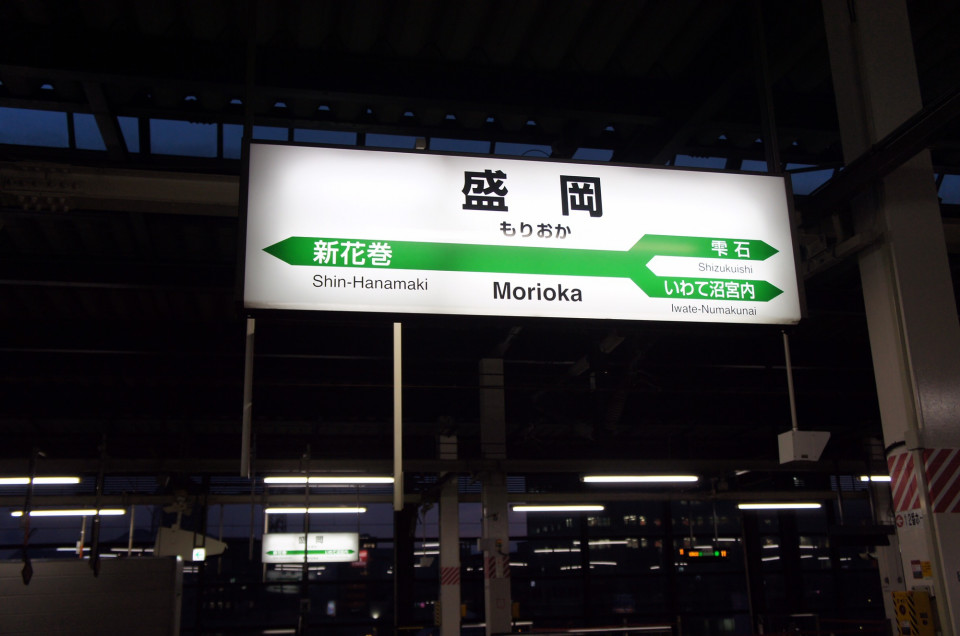 盛岡
もりおか
新花巻
Shin-Hanamaki
Morioka
雫石
Shizukuishi
いわて沼宮内
Iwate-Numakunai